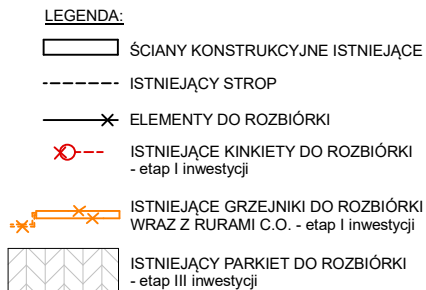 LEGENDA:
ŚCIANY KONSTRUKCYJNE ISTNIEJĄCE
ISTNIEJĄCY STROP
ELEMENTY DO ROZBIÓRKI
ISTNIEJĄCE KINKIETY DO ROZBIÓRKI
- etap I inwestycji
ISTNIEJĄCE GRZEJNIKI DO ROZBIÓRKI
WRAZ Z RURAMI C.O. - etap I inwestycji
ISTNIEJĄCY PARKIET DO ROZBIÓRKI
- etap III inwestycji